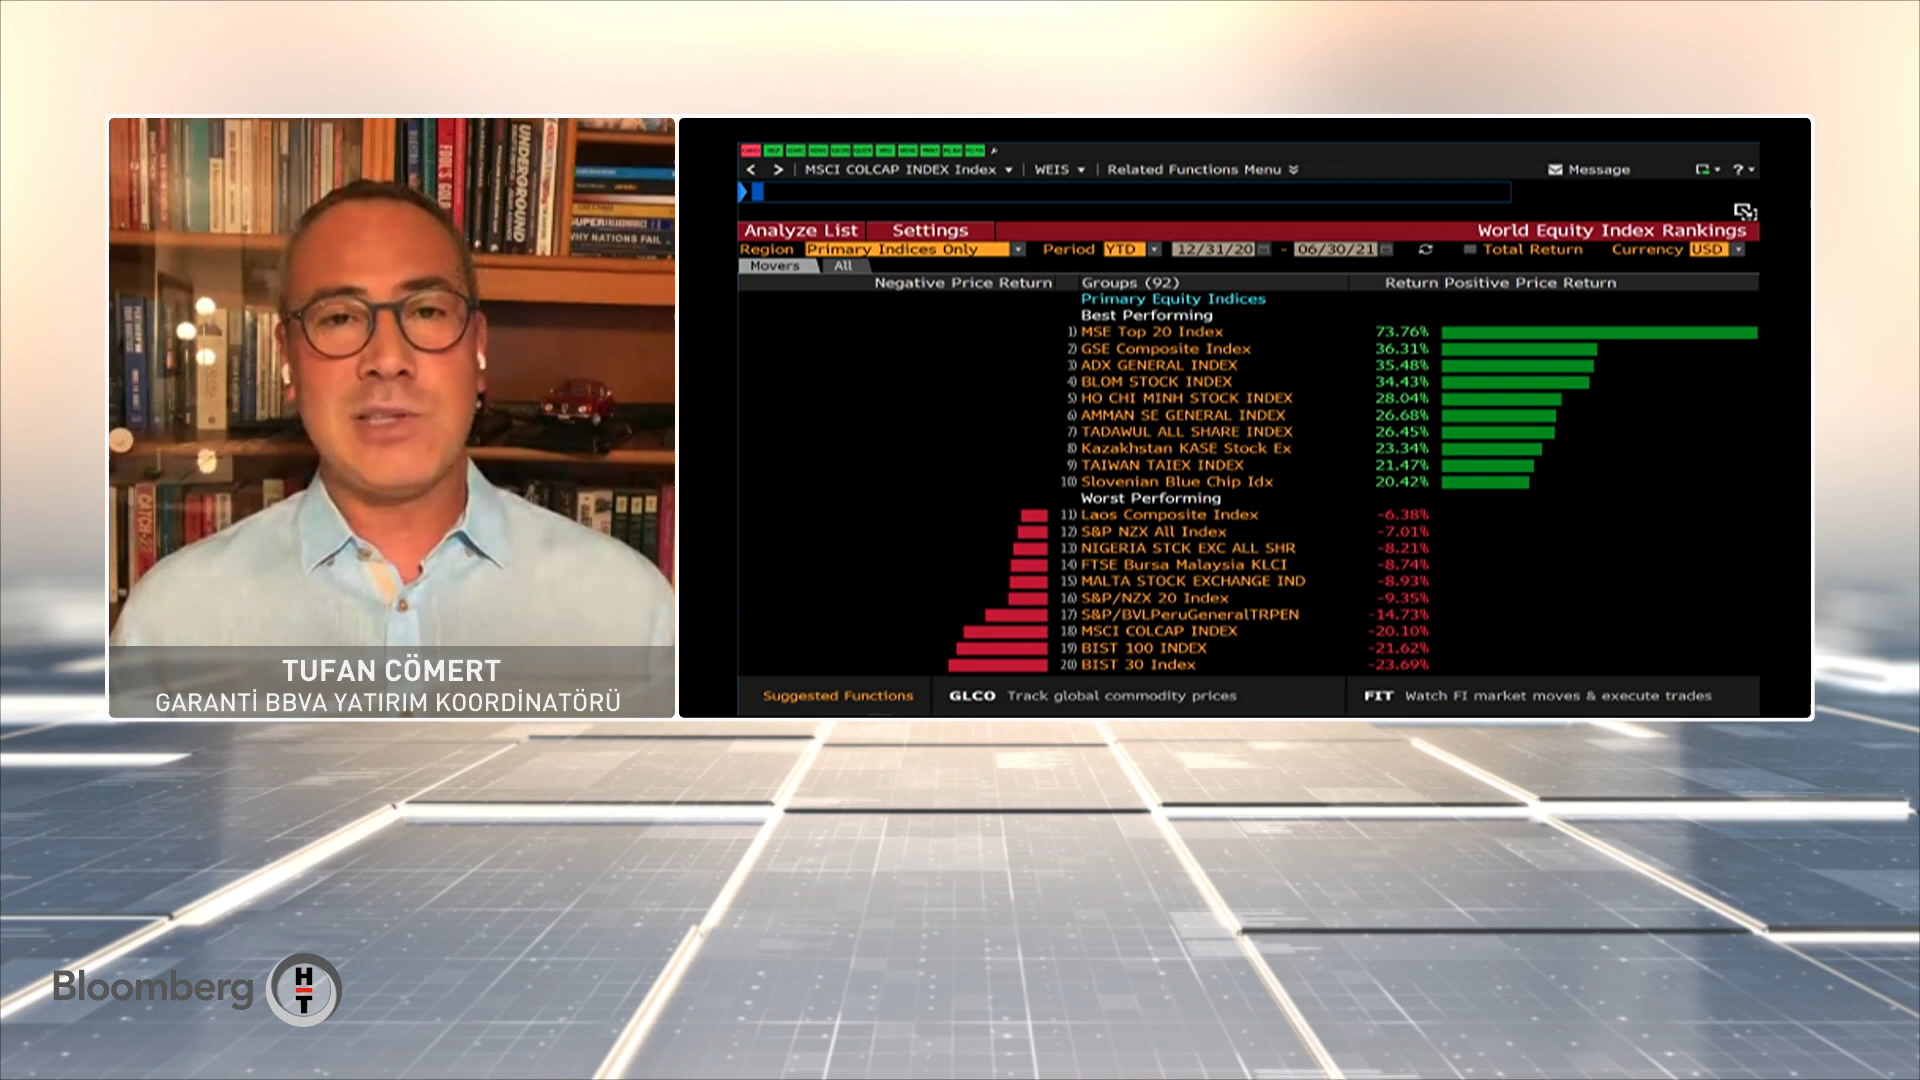 UNDERGROUND
FOOL'S GOLD
SUPER
WHY NATIONS FAIL
CATCH-22
TUFAN CÖMERT
GARANTİ BBVA YATIRIM KOORDİNATÖRÜ
< > MSCI COLCAP INDEX Index WEIS Related Functions Menu Message ?
Analyze List Settings World Equity Index Rankings
Region Primary Indices Only Period YTD 12/31/20 - 06/30/21 Total Return Currency USD
Movers All
Negative Price Return Groups (92) Return Positive Price Return
Primary Equity Indices
Best Performing
1) MSE Top 20 Index 73.76%
2) GSE Composite Index 36.31%
3) ADX GENERAL INDEX 35.48%
4) BLOM STOCK INDEX 34.43%
5) HO CHI MINH STOCK INDEX 28.04%
6) AMMAN SE GENERAL INDEX 26.68%
7) TADAWUL ALL SHARE INDEX 26.45%
8) Kazakhstan KASE Stock Ex 23.34%
9) TAIWAN TAIEX INDEX 21.47%
10) Slovenian Blue Chip Idx 20.42%
Worst Performing
11) Laos Composite Index -6.38%
12) S&P NZX All Index -7.01%
13) NIGERIA STCK EXC ALL SHR -8.21%
14) FTSE Bursa Malaysia KLCI -8.74%
15) MALTA STOCK EXCHANGE IND -8.93%
16) S&P/NZX 20 Index -9.35%
17) S&P/BVLPeruGeneralTRPEN -14.73%
18) MSCI COLCAP INDEX -20.10%
19) BIST 100 INDEX -21.62%
20) BIST 30 Index -23.69%
Suggested Functions GLCO Track global commodity prices FIT Watch FI market moves & execute trades
Bloomberg HT